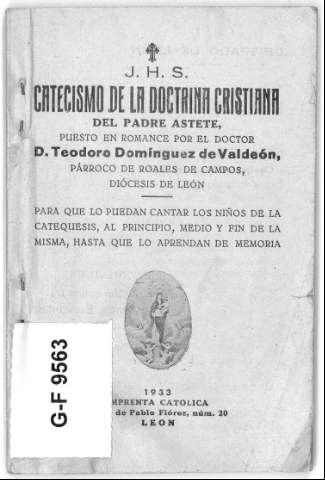 J. H. S.
CATECISMO DE LA DOCTRINA CRISTIANA
DEL PADRE ASTETE,
PUESTO EN ROMANCE POR EL DOCTOR
D. Teodoro Domínguez de Valdeón,
PÁRROCO DE ROALES DE CAMPOS,
DIÓCESIS DE LEÓN
PARA QUE LO PUEDAN CANTAR LOS NIÑOS DE LA
CATEQUESIS, AL PRINCIPIO, MEDIO Y FIN DE LA
MISMA, HASTA QUE LO APRENDAN DE MEMORIA
G-F 9563
1933
MPRENTA CATOLICA
de Pablo Flórez, núm. 20
LEON